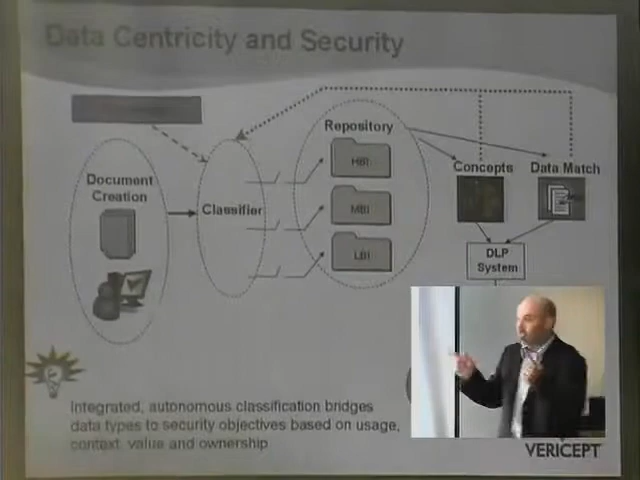 Data Centricity and Security
Repository
HBI
Document
Creation
Classifier
MBI
LBI
Concepts
Data Match
DLP
System
Integrated, autonomous classification bridges
data types to security objectives based on usage,
context, value and ownership
VERICEPT